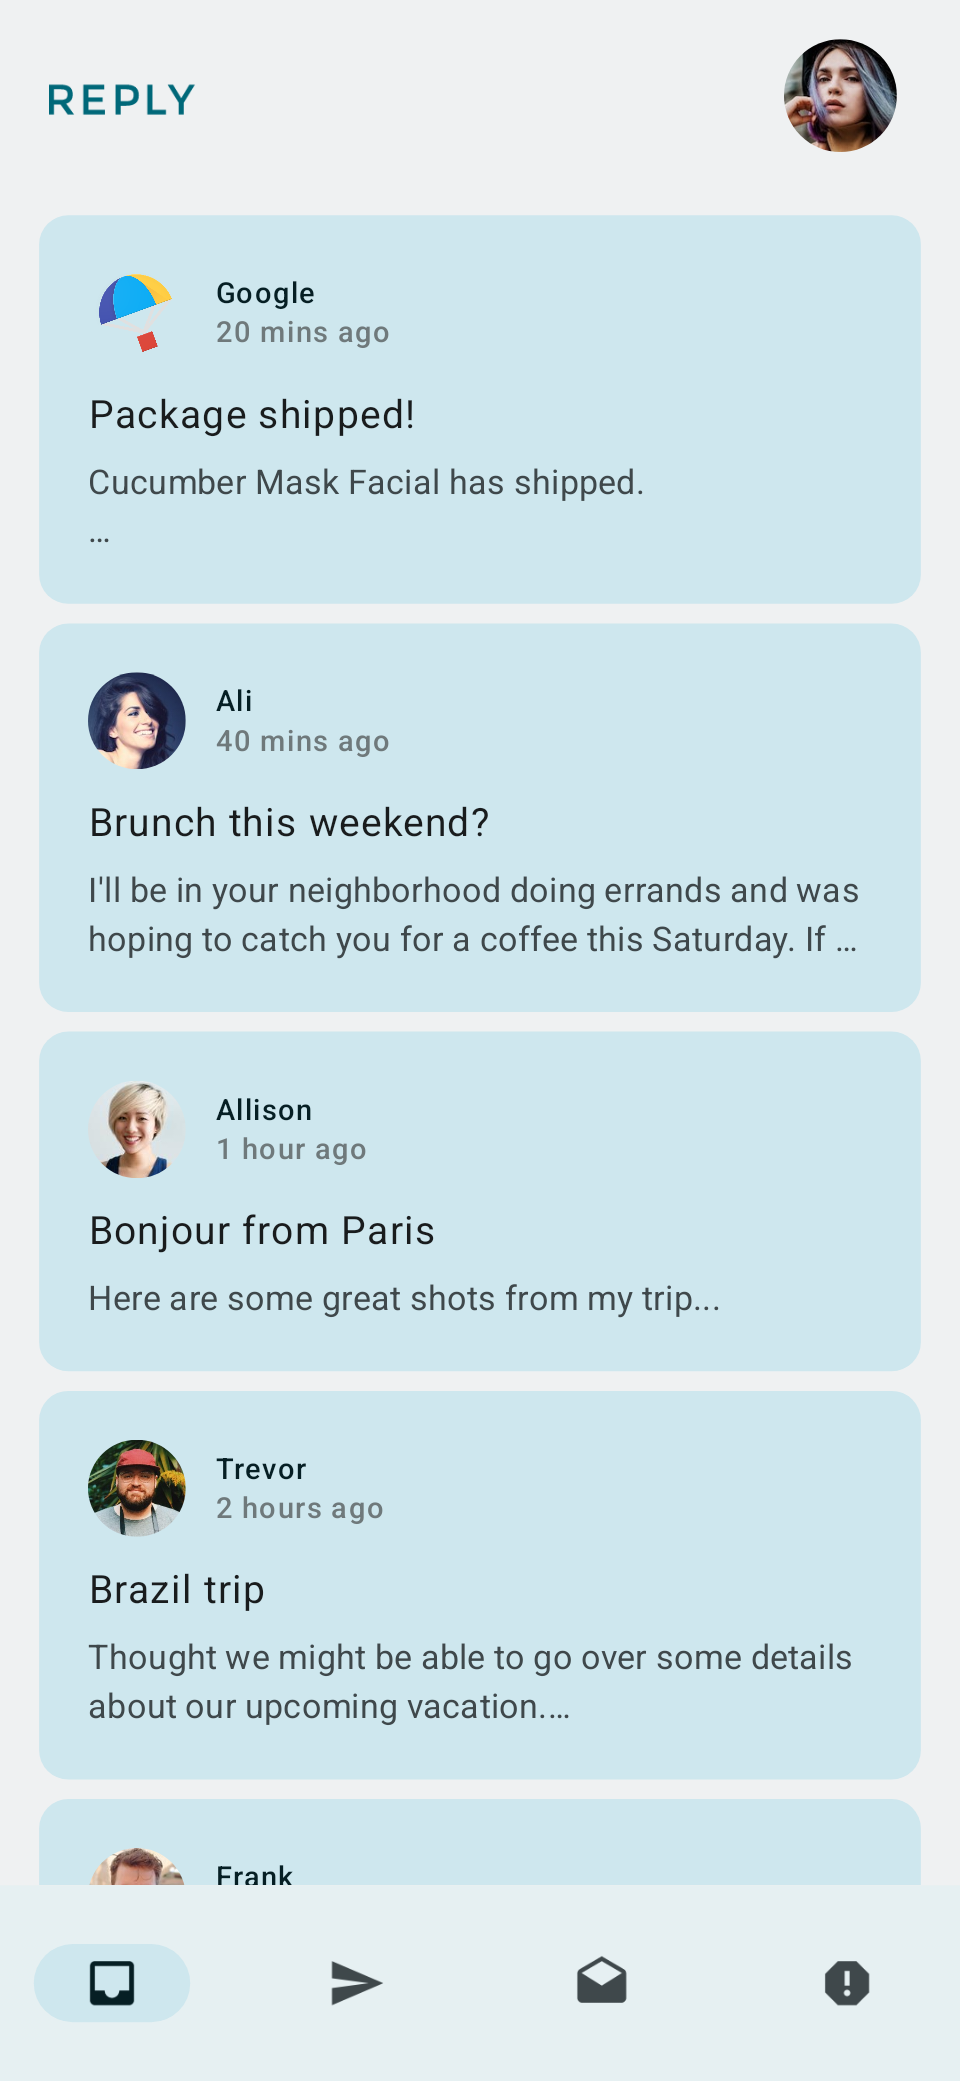 REPLY
Google
20 mins ago
Package shipped!
Cucumber Mask Facial has shipped.
…
Ali
40 mins ago
Brunch this weekend?
I'll be in your neighborhood doing errands and was
hoping to catch you for a coffee this Saturday. If …
Allison
1 hour ago
Bonjour from Paris
Here are some great shots from my trip...
Trevor
2 hours ago
Brazil trip
Thought we might be able to go over some details
about our upcoming vacation.…
Frank